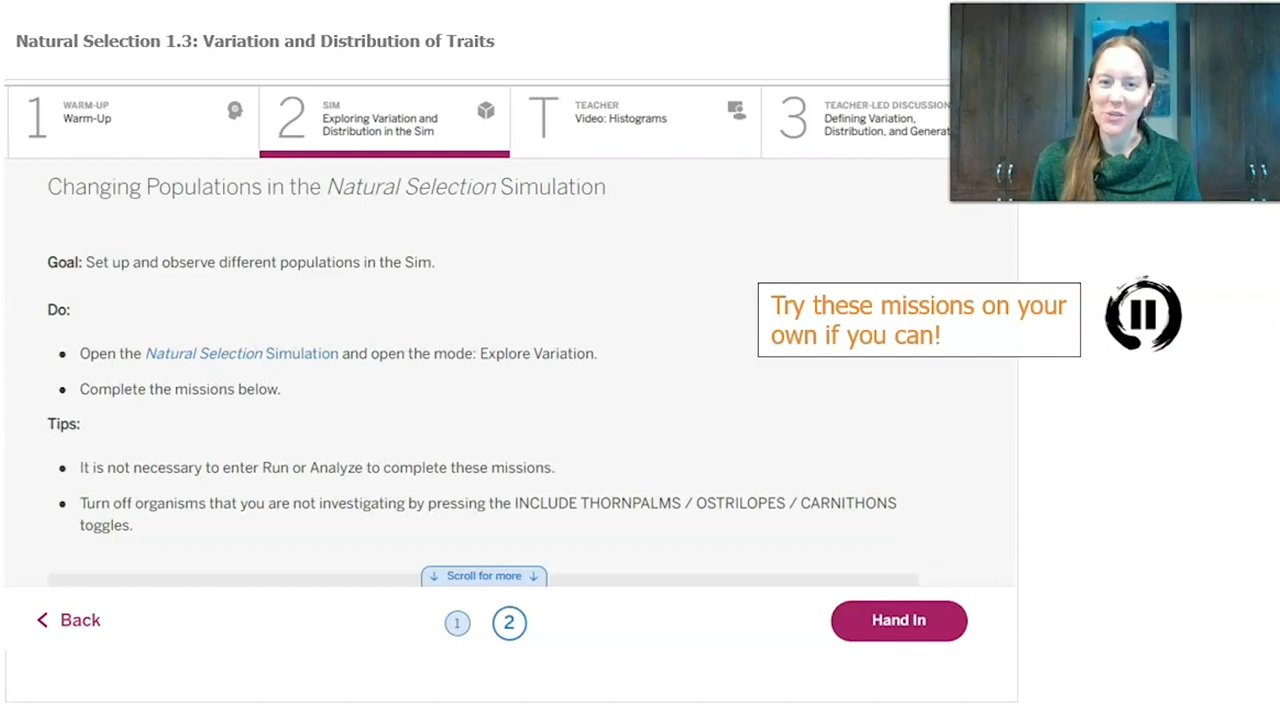 Natural Selection 1.3: Variation and Distribution of Traits
1
WARM-UP
Warm-Up
2
SIM
Exploring Variation and
Distribution in the Sim
T
TEACHER
Video: Histograms
3
TEACHER-LED DISCUSSION
Defining Variation,
Distribution, and Generat
Changing Populations in the Natural Selection Simulation
Goal: Set up and observe different populations in the Sim.
Do:
• Open the Natural Selection Simulation and open the mode: Explore Variation.
• Complete the missions below.
Try these missions on your
own if you can!
Tips:
• It is not necessary to enter Run or Analyze to complete these missions.
• Turn off organisms that you are not investigating by pressing the INCLUDE THORNPALMS / OSTRILOPES / CARNITHONS
toggles.
↓ Scroll for more ↓
Back
1
2
Hand In